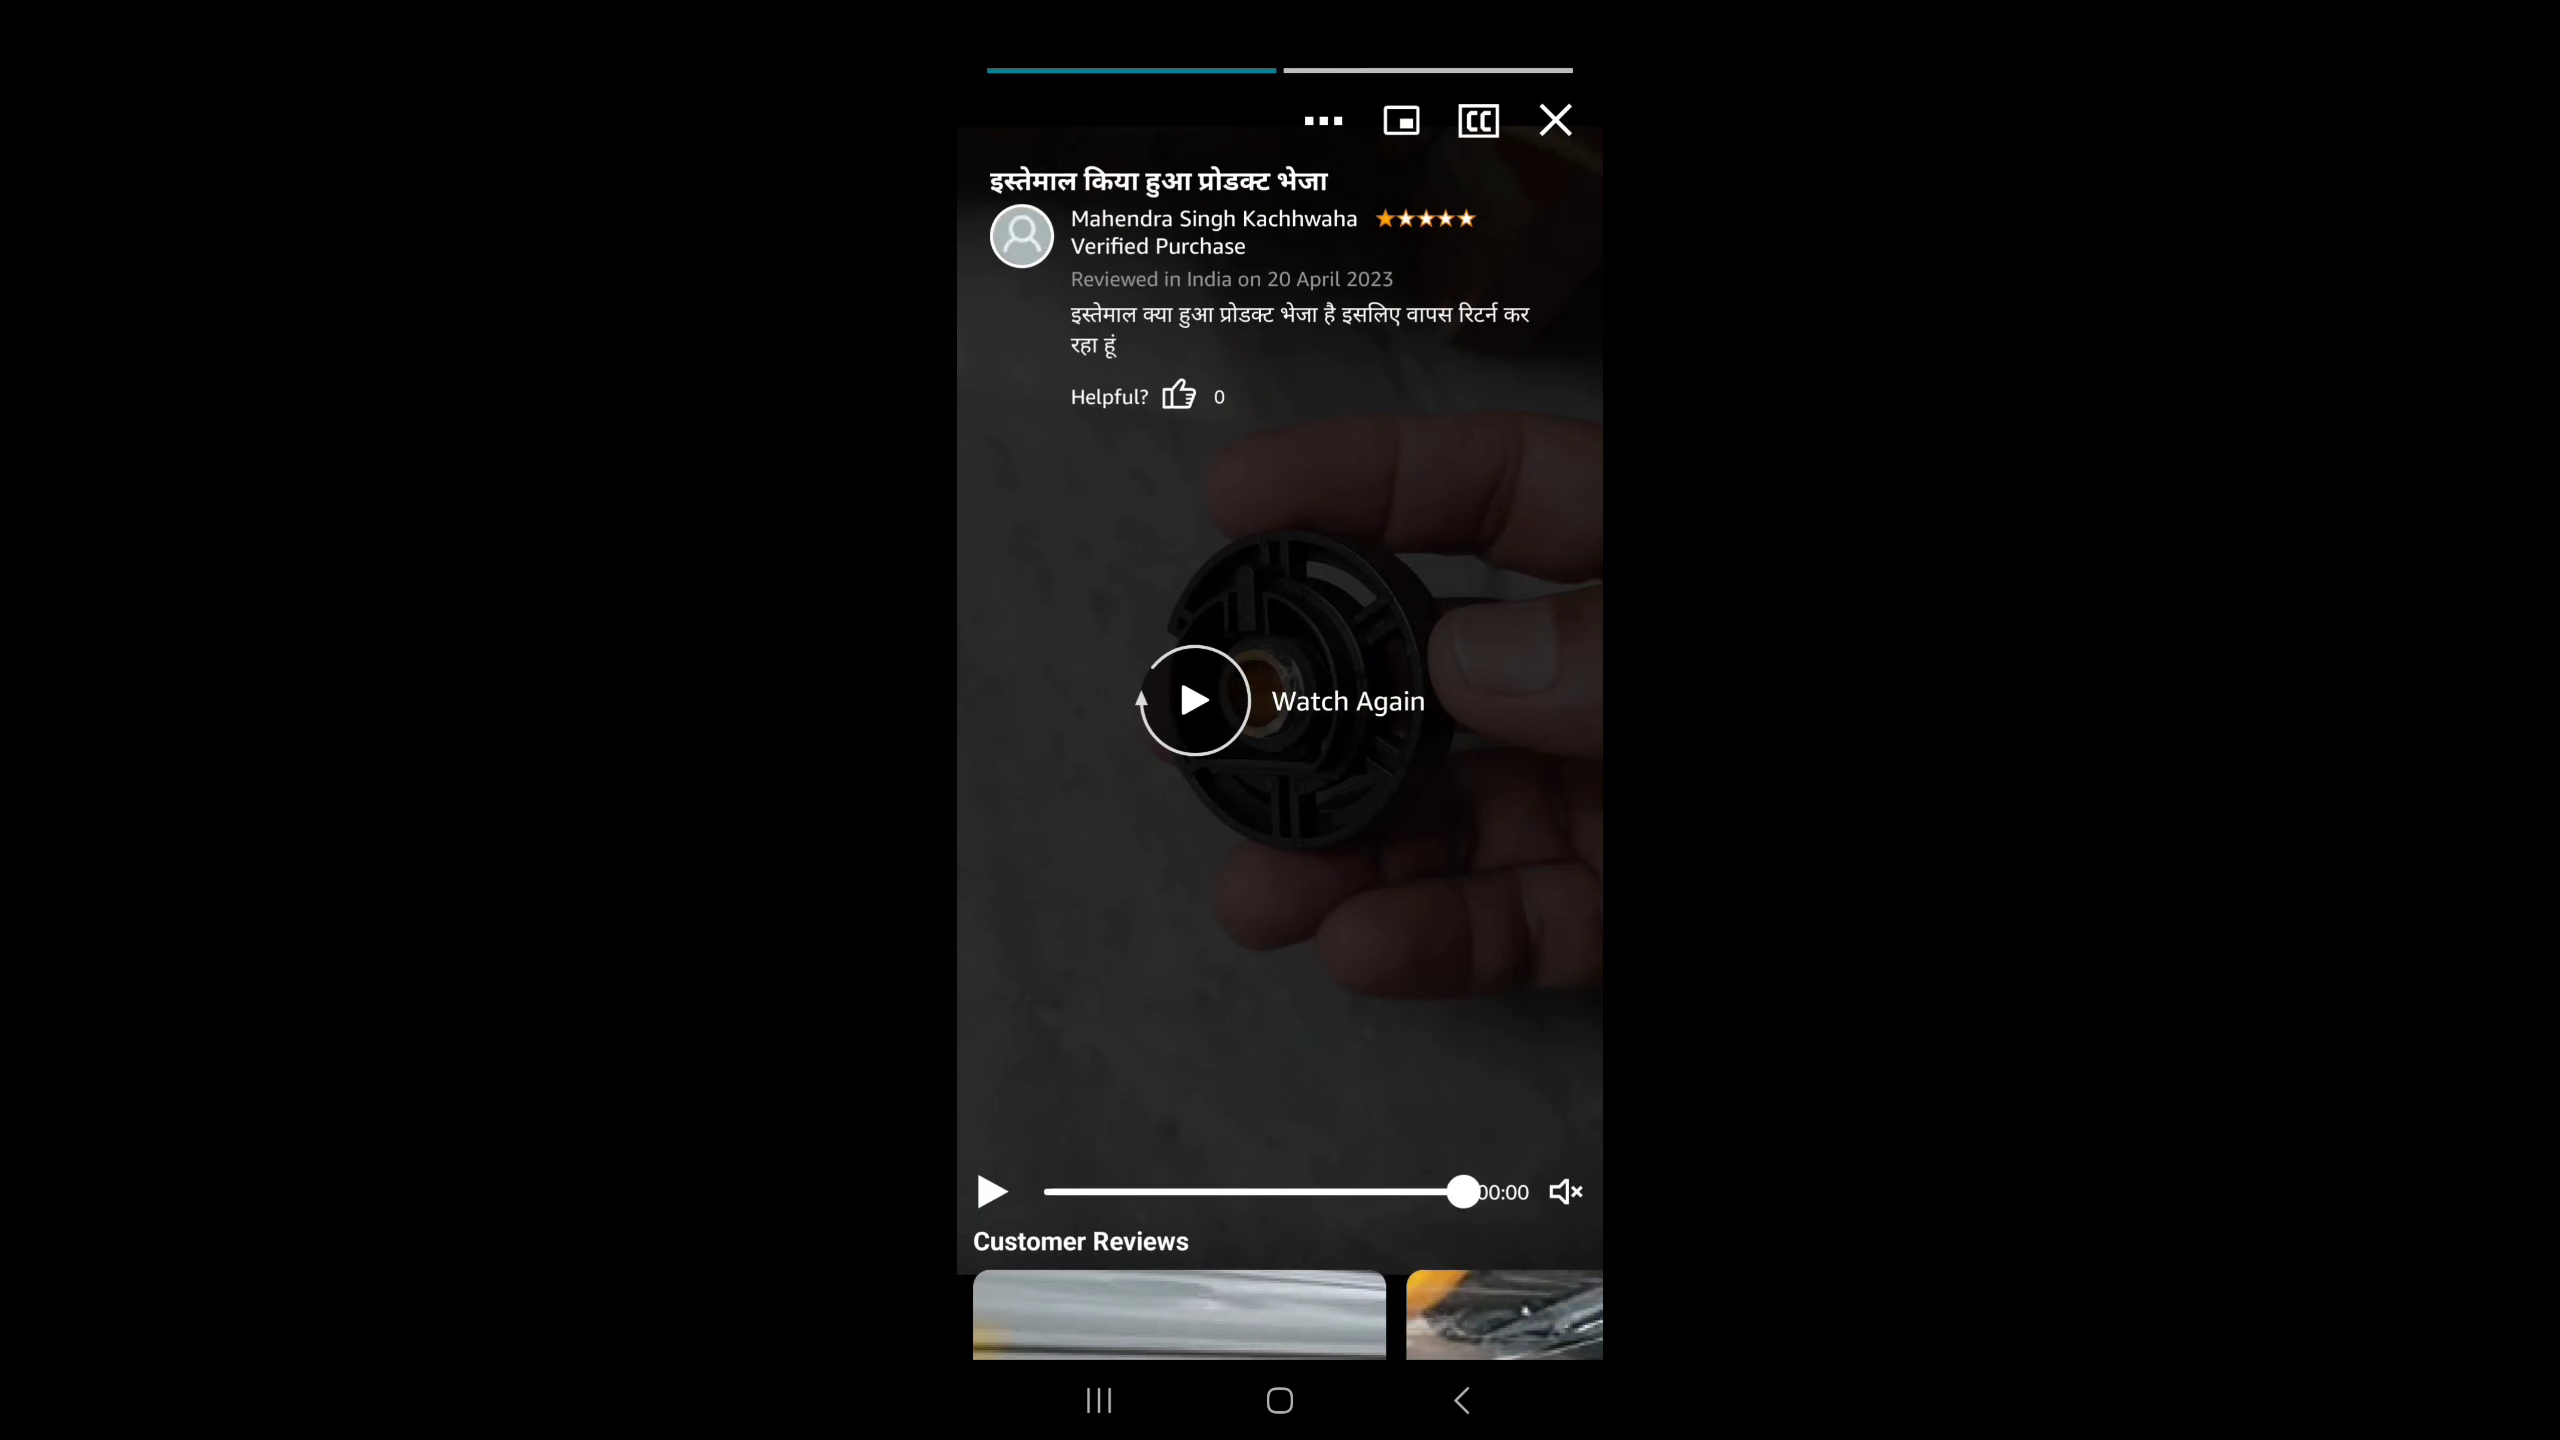 इस्तेमाल किया हुआ प्रोडक्ट भेजा
Mahendra Singh Kachhwaha
Verified Purchase
Reviewed in India on 20 April 2023
इस्तेमाल क्या हुआ प्रोडक्ट भेजा है इसलिए वापस रिटर्न कर
रहा हूं
Helpful? 0
Watch Again
00:00
Customer Reviews